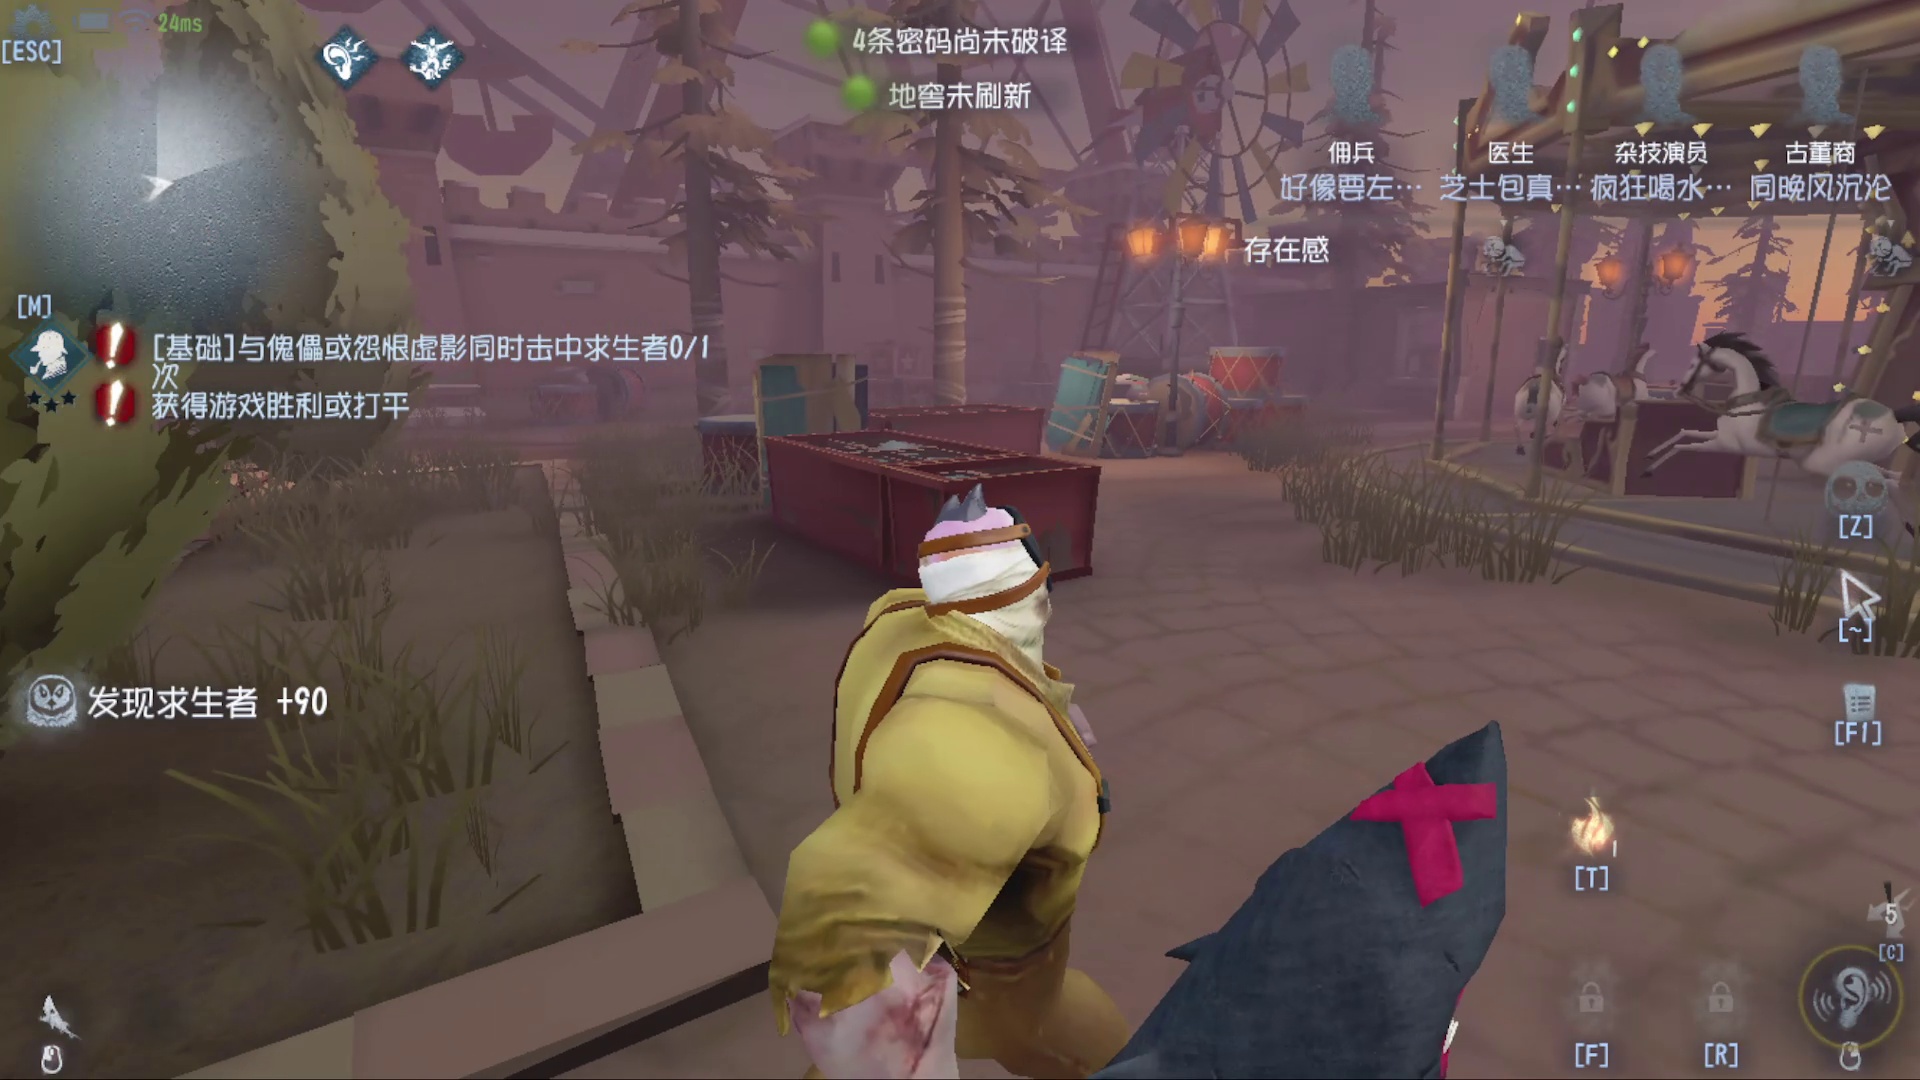 24ms
[ESC]
4条密码尚未破译
地窖未刷新
佣兵
医生
杂技演员
古董商
好像要左…
芝士包真…
疯狂喝水…
同晚风沉沦
存在感
[M]
[基础]与傀儡或怨恨虚影同时击中求生者0/1
次
获得游戏胜利或打平
发现求生者 +90
[Z]
[~]
[F1]
1
[T]
5
[C]
[F]
[R]